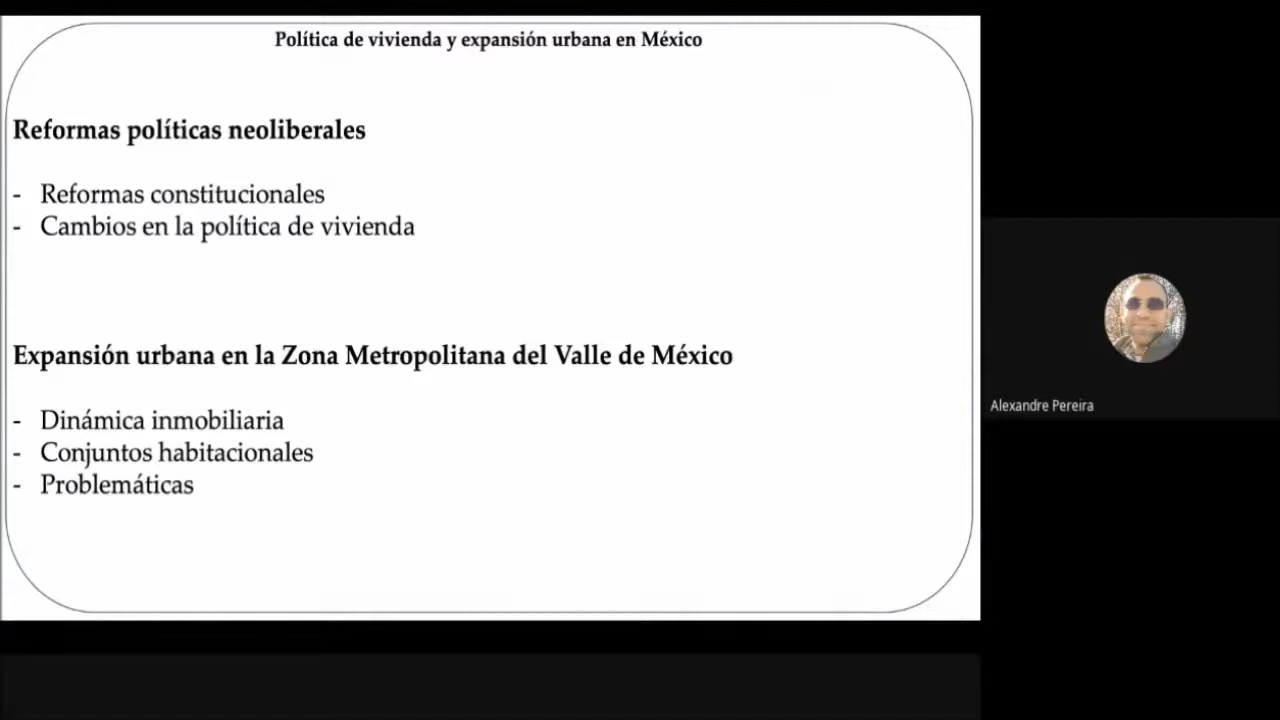 Política de vivienda y expansión urbana en México
Reformas políticas neoliberales
- Reformas constitucionales
- Cambios en la política de vivienda
Expansión urbana en la Zona Metropolitana del Valle de México
- Dinámica inmobiliaria
- Conjuntos habitacionales
- Problemáticas
Alexandre Pereira